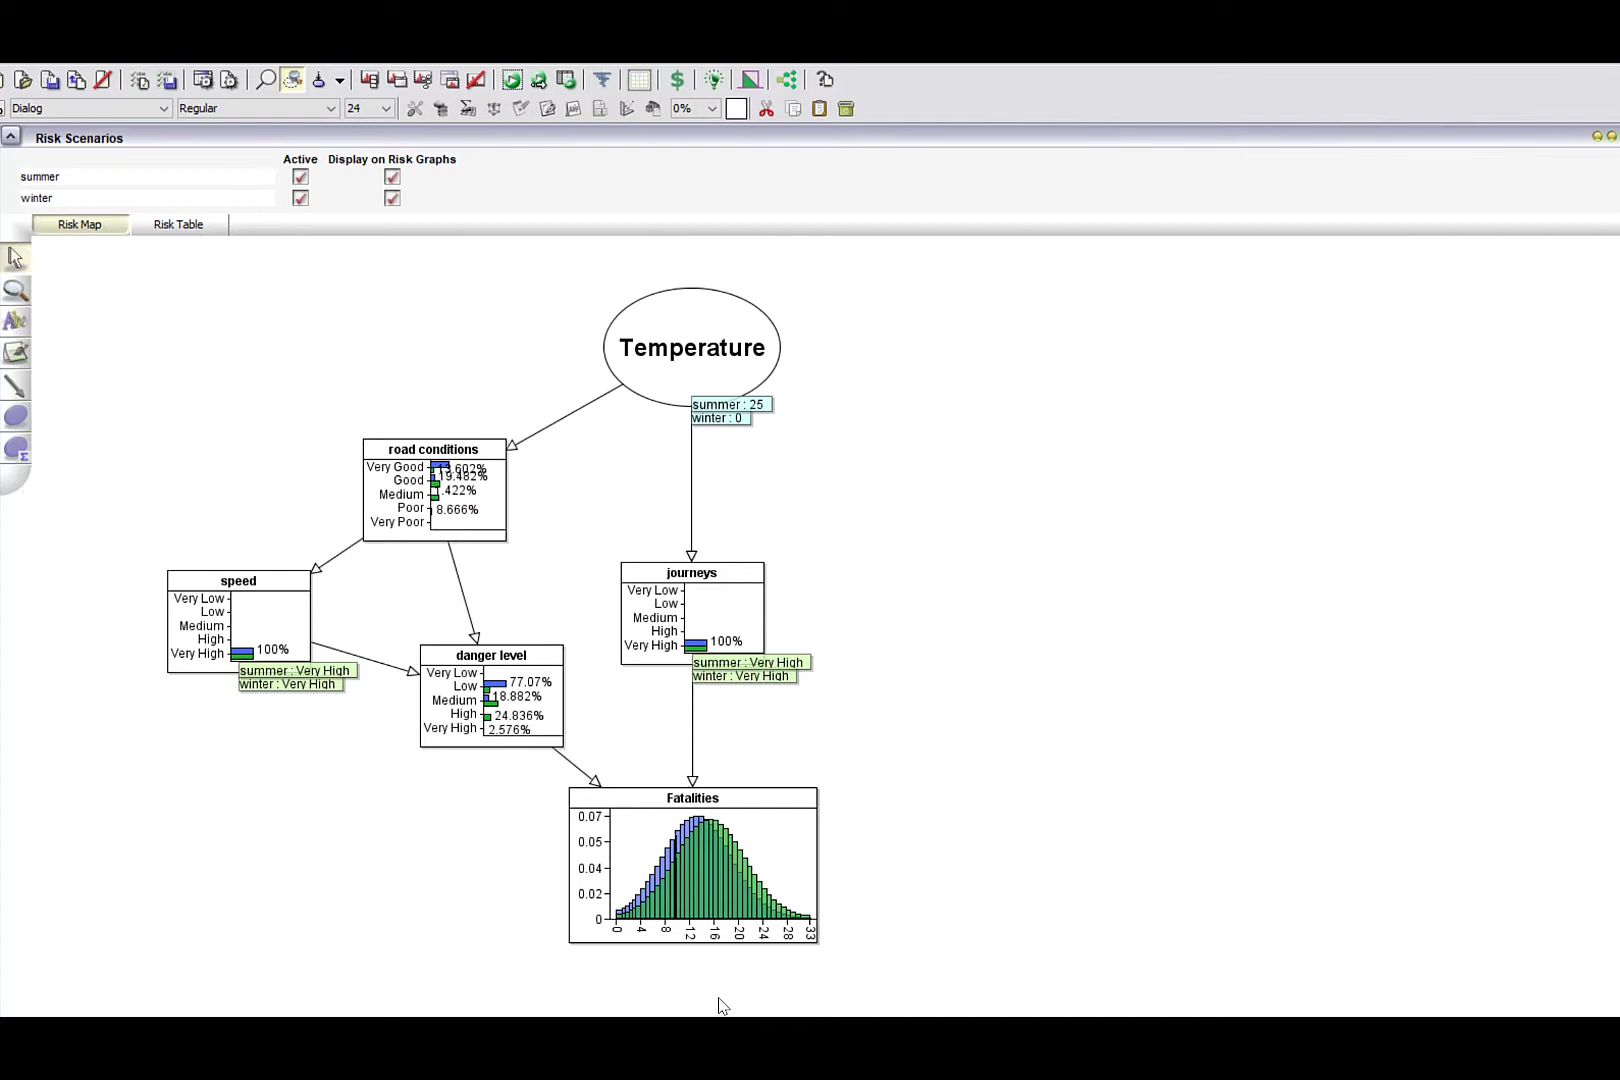 Dialog Regular 24 0%
Risk Scenarios
Active Display on Risk Graphs
summer
winter
Risk Map Risk Table
Abc
Temperature
summer : 25
winter : 0
road conditions
Very Good
Good 19.482%
Medium .422%
Poor 8.666%
Very Poor
speed
Very Low
Low
Medium
High
Very High 100%
summer : Very High
winter : Very High
journeys
Very Low
Low
Medium
High
Very High 100%
summer : Very High
winter : Very High
danger level
Very Low
Low 77.07%
Medium 18.882%
High 24.836%
Very High 2.576%
Fatalities
0.07
0.05
0.04
0.02
0
0 4 8 12 16 20 24 28 33